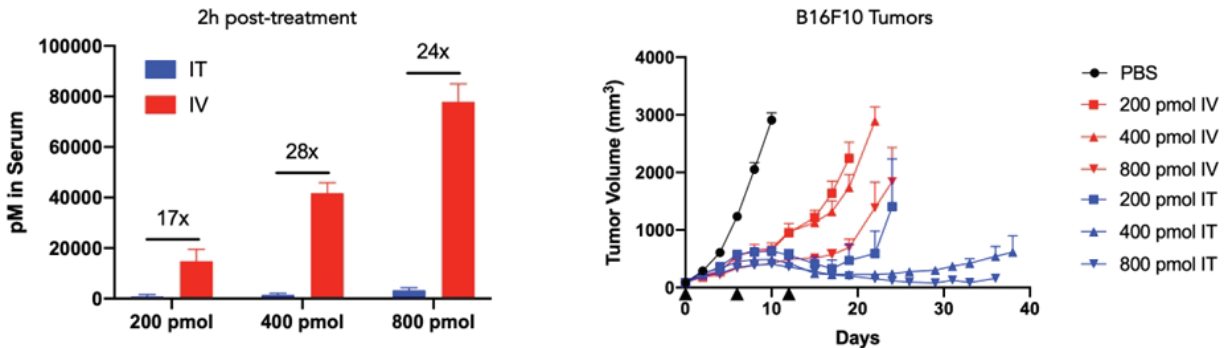 2h post-treatment
100000
80000
60000
40000
20000
0
pM in Serum
IT
IV
17x
28x
24x
200 pmol
400 pmol
800 pmol
B16F10 Tumors
4000
3000
2000
1000
0
Tumor Volume (mm³)
0
10
20
30
40
Days
PBS
200 pmol IV
400 pmol IV
800 pmol IV
200 pmol IT
400 pmol IT
800 pmol IT